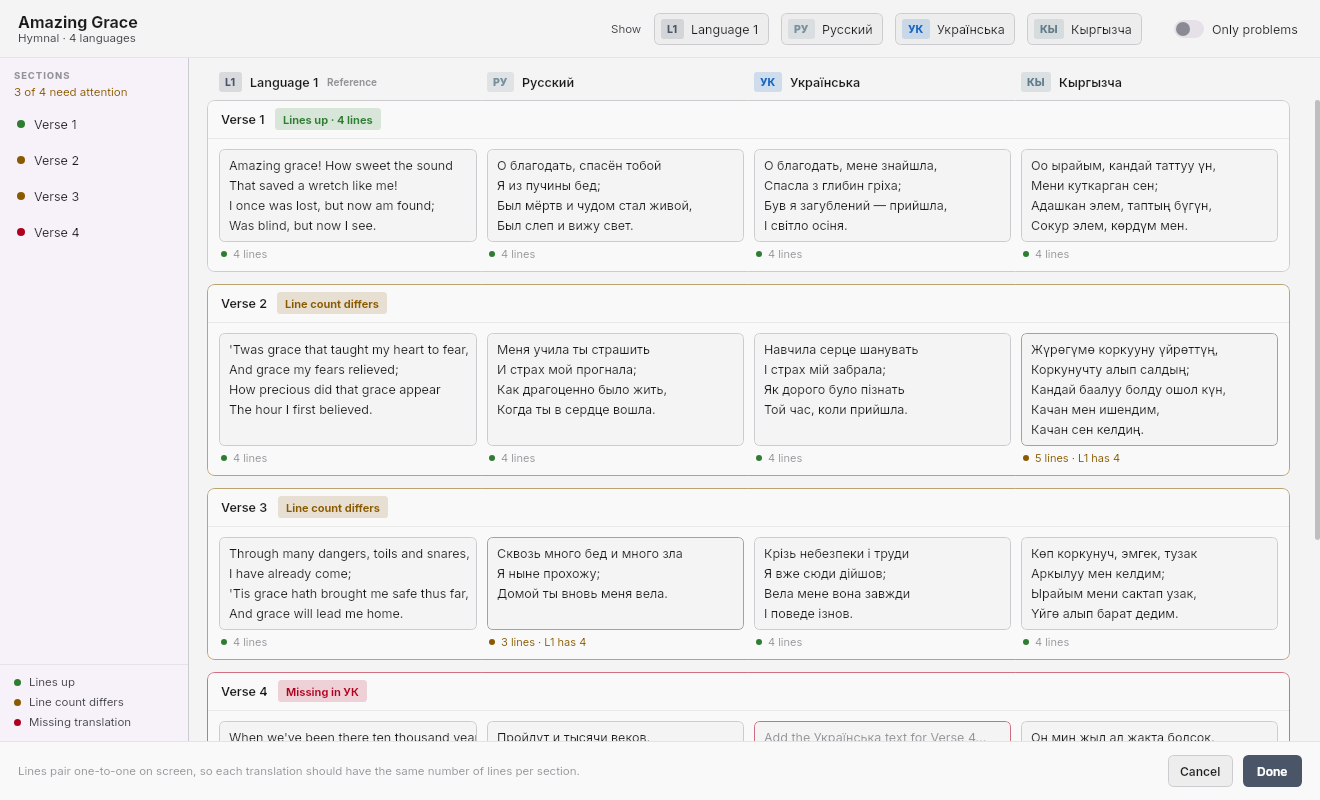 Amazing Grace
Hymnal · 4 languages
Show
L1 Language 1
РУ Русский
УК Українська
КЫ Кыргызча
Only problems
SECTIONS
3 of 4 need attention
Verse 1
Verse 2
Verse 3
Verse 4
Lines up
Line count differs
Missing translation
L1 Language 1 Reference
РУ Русский
УК Українська
КЫ Кыргызча
Verse 1 Lines up · 4 lines
Amazing grace! How sweet the sound
That saved a wretch like me!
I once was lost, but now am found;
Was blind, but now I see.
4 lines
О благодать, спасён тобой
Я из пучины бед;
Был мёртв и чудом стал живой,
Был слеп и вижу свет.
4 lines
О благодать, мене знайшла,
Спасла з глибин гріха;
Був я загублений — прийшла,
І світло осіня.
4 lines
Оо ырайым, кандай таттуу үн,
Мени куткарган сен;
Адашкан элем, таптың бүгүн,
Сокур элем, көрдүм мен.
4 lines
Verse 2 Line count differs
'Twas grace that taught my heart to fear,
And grace my fears relieved;
How precious did that grace appear
The hour I first believed.
4 lines
Меня учила ты страшить
И страх мой прогнала;
Как драгоценно было жить,
Когда ты в сердце вошла.
4 lines
Навчила серце шанувать
І страх мій забрала;
Як дорого було пізнать
Той час, коли прийшла.
4 lines
Жүрөгүмө коркууну үйрөттүң,
Коркунучту алып салдың;
Кандай баалуу болду ошол күн,
Качан мен ишендим,
Качан сен келдиң.
5 lines · L1 has 4
Verse 3 Line count differs
Through many dangers, toils and snares,
I have already come;
'Tis grace hath brought me safe thus far,
And grace will lead me home.
4 lines
Сквозь много бед и много зла
Я ныне прохожу;
Домой ты вновь меня вела.
3 lines · L1 has 4
Крізь небезпеки і труди
Я вже сюди дійшов;
Вела мене вона завжди
І поведе ізнов.
4 lines
Көп коркунуч, эмгек, тузак
Аркылуу мен келдим;
Ырайым мени сактап узак,
Үйгө алып барат дедим.
4 lines
Verse 4 Missing in УК
When we've been there ten thousand
Пройдут и тысячи веков,
Add the Українська text for Verse 4...
Он миң жыл ал жакта болсок,
Lines pair one-to-one on screen, so each translation should have the same number of lines per section.
Cancel
Done